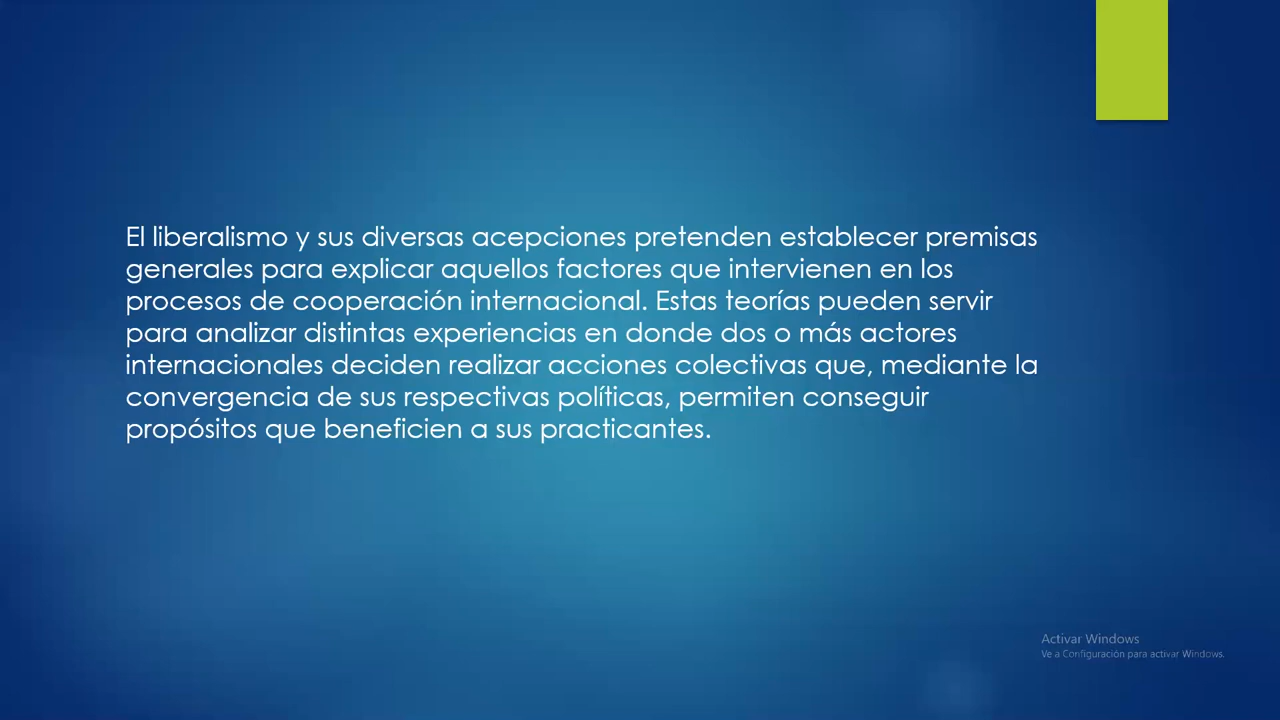 El liberalismo y sus diversas acepciones pretenden establecer premisas
generales para explicar aquellos factores que intervienen en los
procesos de cooperación internacional. Estas teorías pueden servir
para analizar distintas experiencias en donde dos o más actores
internacionales deciden realizar acciones colectivas que, mediante la
convergencia de sus respectivas políticas, permiten conseguir
propósitos que beneficien a sus practicantes.
Activar Windows
Ve a Configuración para activar Windows.